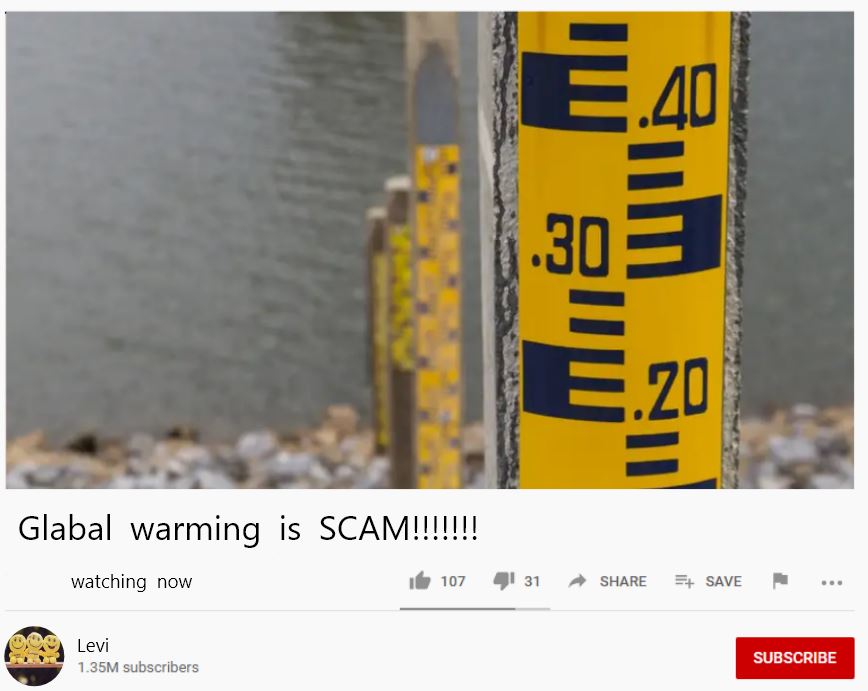 .40
.30
.20
Glabal warming is SCAM!!!!!!!
watching now
107 31 SHARE SAVE
Levi
1.35M subscribers
SUBSCRIBE